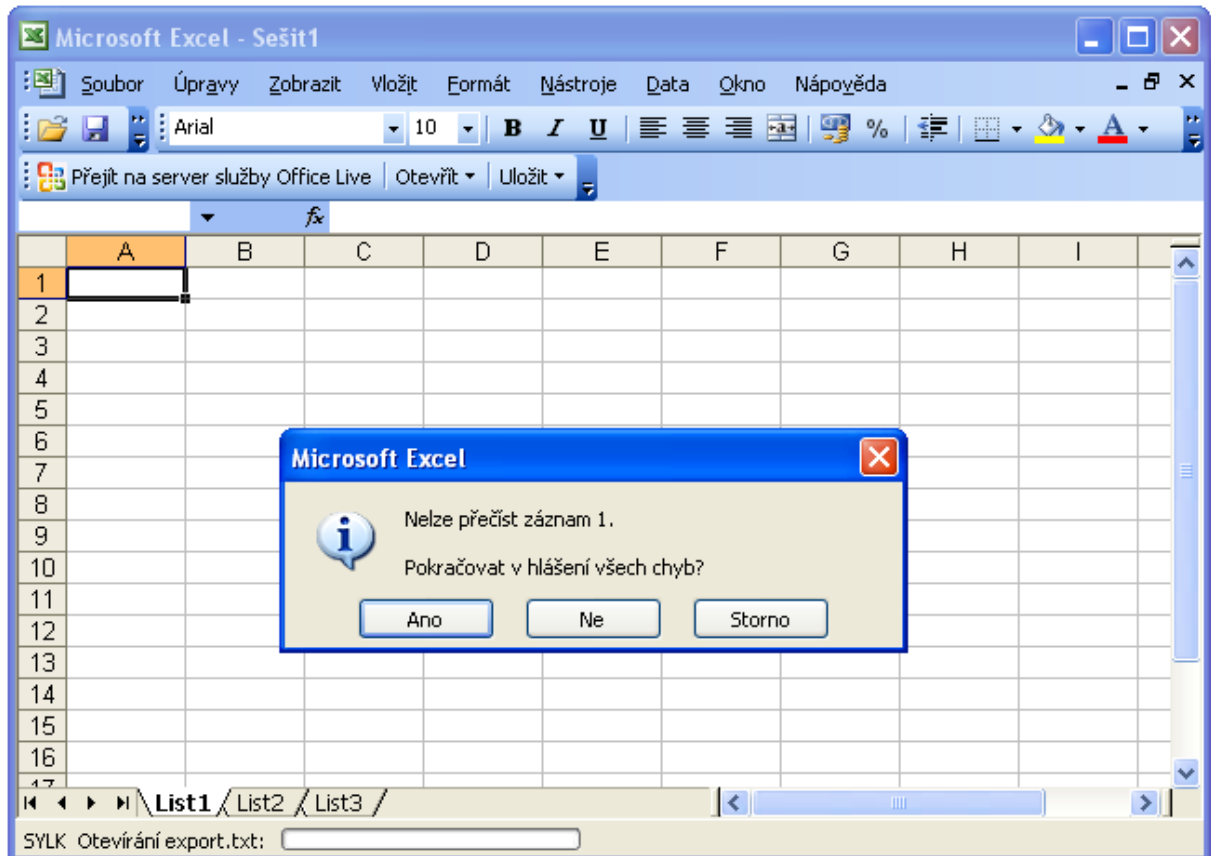 Microsoft Excel - Sešit1
Soubor Úpravy Zobrazit Vložit Formát Nástroje Data Okno Nápověda
Arial 10 B I U % A
Přejít na server služby Office Live Otevřít Uložit
fx
A B C D E F G H I
1
2
3
4
5
6
7
8
9
10
11
12
13
14
15
16
17
Microsoft Excel
Nelze přečíst záznam 1.
Pokračovat v hlášení všech chyb?
Ano Ne Storno
List1 List2 List3
SYLK Otevírání export.txt: